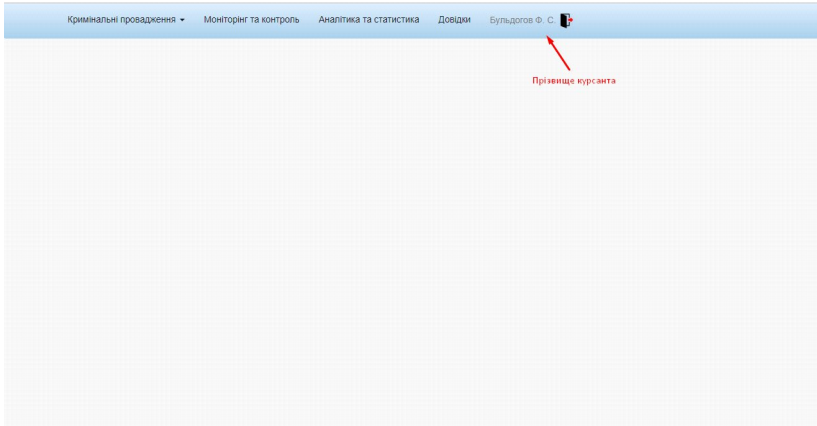 Кримінальні провадження Моніторінг та контроль Аналітика та статистика Довідки Бульдогов Ф. С.
Прізвище курсанта